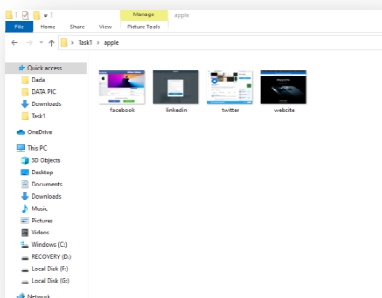 Manage
apple
File
Home
Share
View
Picture Tools
Task1 > apple
Quick access
Dada
DATA PIC
Downloads
Task1
OneDrive
This PC
3D Objects
Desktop
Documents
Downloads
Music
Pictures
Videos
Windows (C:)
RECOVERY (D:)
Local Disk (F:)
Local Disk (G:)
Network
facebook
linkedin
twitter
website